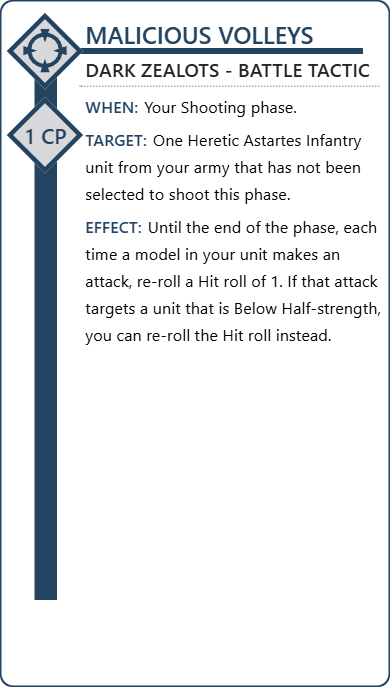 MALICIOUS VOLLEYS
DARK ZEALOTS - BATTLE TACTIC
WHEN: Your Shooting phase.
1 CP
TARGET: One Heretic Astartes Infantry
unit from your army that has not been
selected to shoot this phase.
EFFECT: Until the end of the phase, each
time a model in your unit makes an
attack, re-roll a Hit roll of 1. If that attack
targets a unit that is Below Half-strength,
you can re-roll the Hit roll instead.